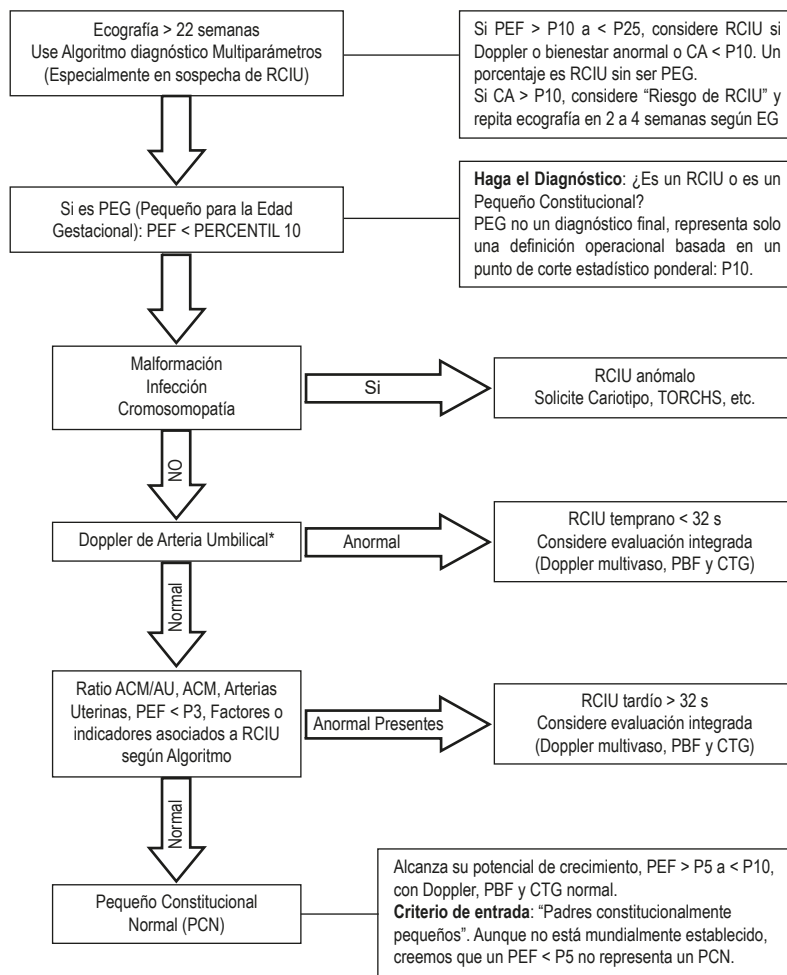 Ecografía > 22 semanas
Use Algoritmo diagnóstico Multiparámetros
(Especialmente en sospecha de RCIU)
Si PEF > P10 a < P25, considere RCIU si
Doppler o bienestar anormal o CA < P10. Un
porcentaje es RCIU sin ser PEG.
Si CA > P10, considere “Riesgo de RCIU” y
repita ecografía en 2 a 4 semanas según EG
Si es PEG (Pequeño para la Edad
Gestacional): PEF < PERCENTIL 10
Haga el Diagnóstico: ¿Es un RCIU o es un
Pequeño Constitucional?
PEG no un diagnóstico final, representa solo
una definición operacional basada en un
punto de corte estadístico ponderal: P10.
Malformación
Infección
Cromosomopatía
Si
RCIU anómalo
Solicite Cariotipo, TORCHS, etc.
NO
Doppler de Arteria Umbilical*
Anormal
RCIU temprano < 32 s
Considere evaluación integrada
(Doppler multivaso, PBF y CTG)
Normal
Ratio ACM/AU, ACM, Arterias
Uterinas, PEF < P3, Factores o
indicadores asociados a RCIU
según Algoritmo
Anormal Presentes
RCIU tardío > 32 s
Considere evaluación integrada
(Doppler multivaso, PBF y CTG)
Normal
Pequeño Constitucional
Normal (PCN)
Alcanza su potencial de crecimiento, PEF > P5 a < P10,
con Doppler, PBF y CTG normal.
Criterio de entrada: “Padres constitucionalmente
pequeños”. Aunque no está mundialmente establecido,
creemos que un PEF < P5 no representa un PCN.